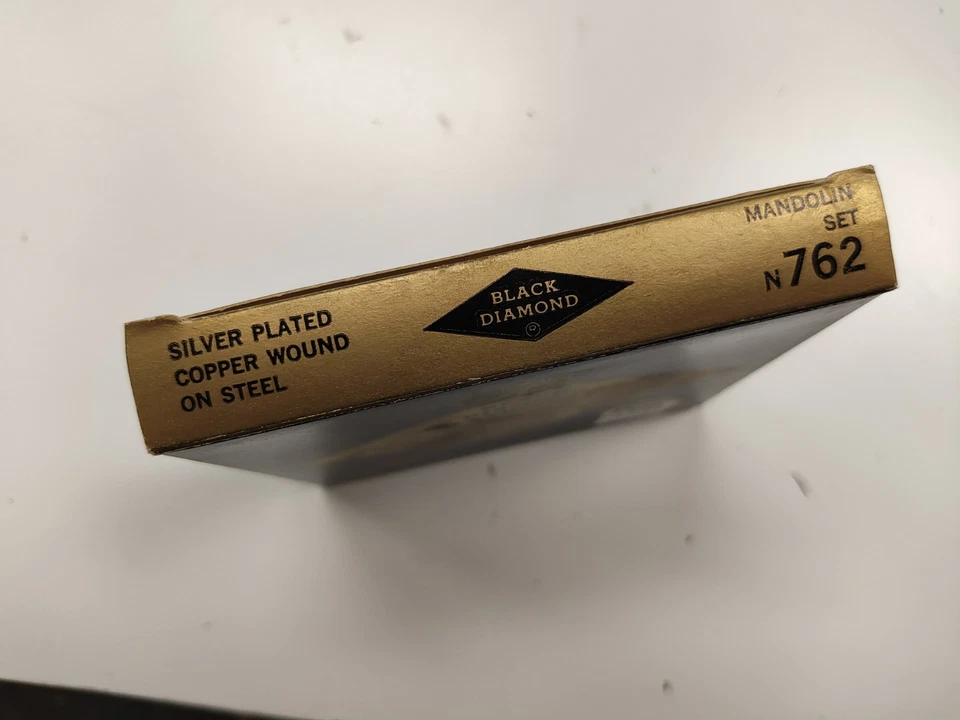 SILVER PLATED
COPPER WOUND
ON STEEL
BLACK
DIAMOND
®
MANDOLIN
SET
N762